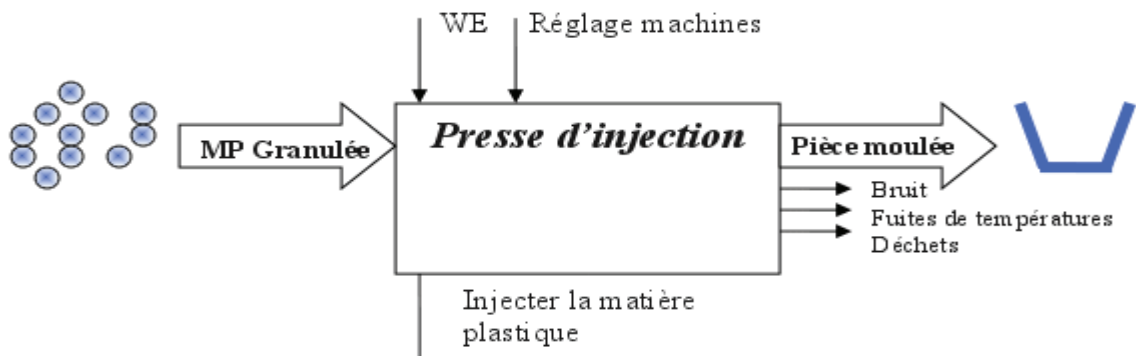 WE
Réglage machines
MP Granulée
Presse d'injection
Pièce moulée
Bruit
Fuites de températures
Déchets
Injecter la matière
plastique